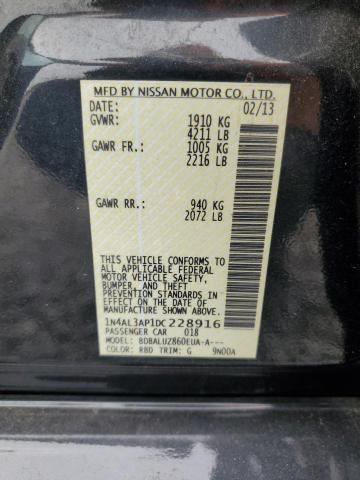 MFD BY NISSAN MOTOR CO., LTD.
DATE: 02/13
GVWR: 1910 KG
4211 LB
GAWR FR.: 1005 KG
2216 LB
GAWR RR.: 940 KG
2072 LB
THIS VEHICLE CONFORMS TO
ALL APPLICABLE FEDERAL
MOTOR VEHICLE SAFETY,
BUMPER, AND THEFT
PREVENTION STANDARDS IN
EFFECT ON THE DATE OF
MANUFACTURE SHOWN ABOVE.
1N4AL3AP1DC228916
PASSENGER CAR 018
MODEL: BDBALUZ860EUA-A---
COLOR: RBD TRIM: G 9N00A